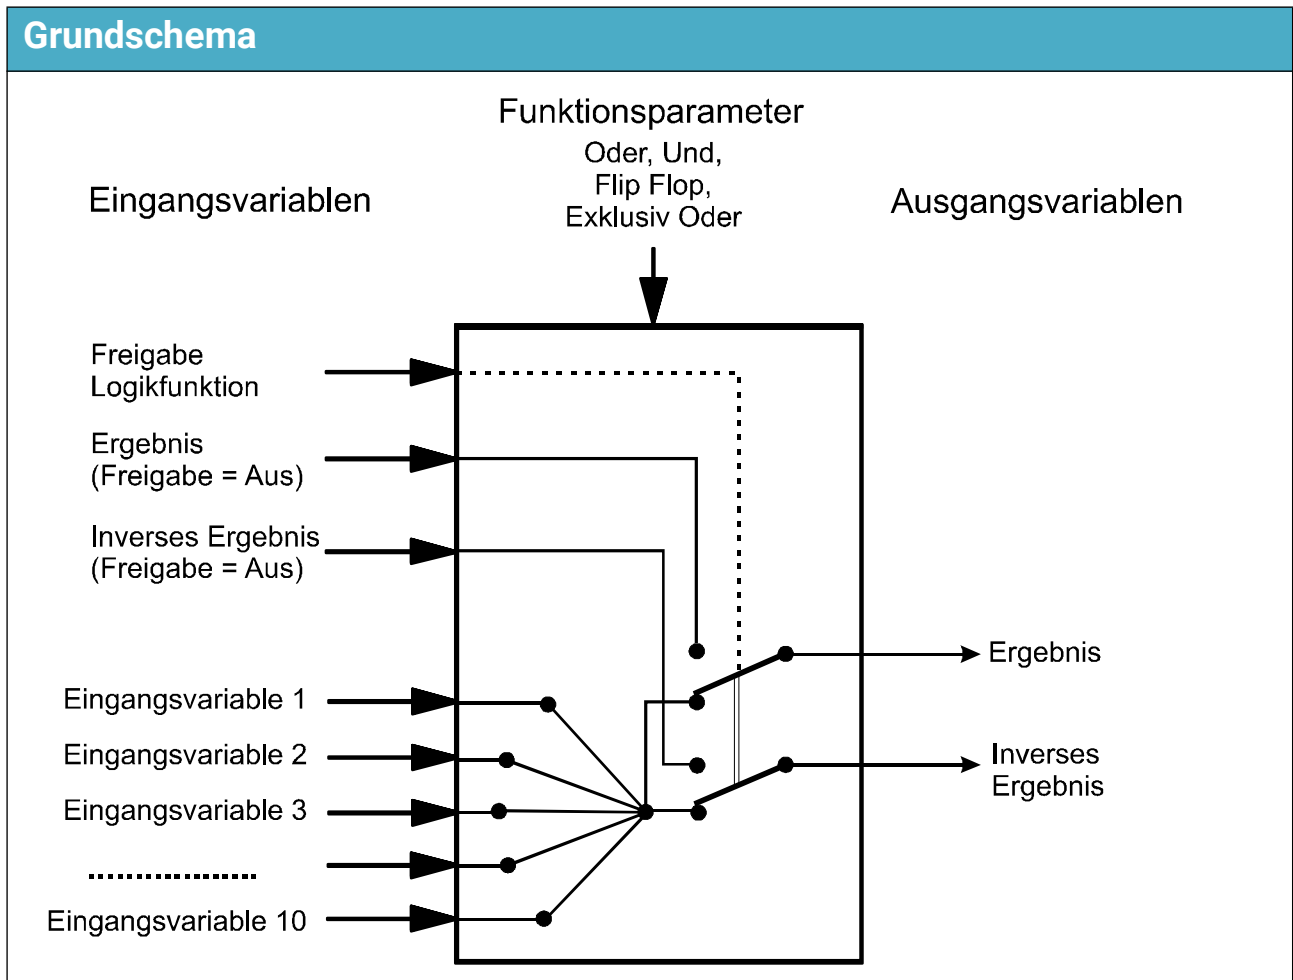 Grundschema
Funktionsparameter
Oder, Und,
Flip Flop,
Exklusiv Oder
Eingangsvariablen
Ausgangsvariablen
Freigabe
Logikfunktion
Ergebnis
(Freigabe = Aus)
Inverses Ergebnis
(Freigabe = Aus)
Eingangsvariable 1
Eingangsvariable 2
Eingangsvariable 3
Eingangsvariable 10
Ergebnis
Inverses
Ergebnis